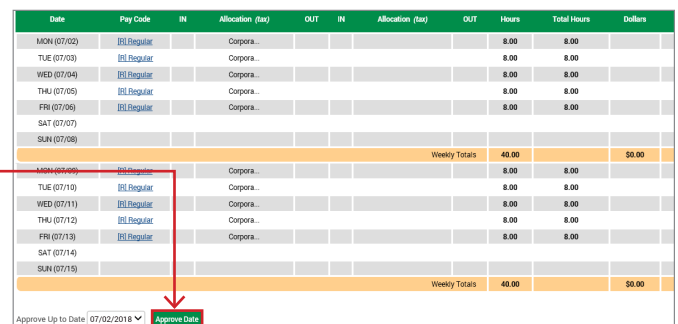 Date Pay Code IN Allocation (tax) OUT IN Allocation (tax) OUT Hours Total Hours Dollars
MON (07/02) [R] Regular Corpora... 8.00 8.00
TUE (07/03) [R] Regular Corpora... 8.00 8.00
WED (07/04) [R] Regular Corpora... 8.00 8.00
THU (07/05) [R] Regular Corpora... 8.00 8.00
FRI (07/06) [R] Regular Corpora... 8.00 8.00
SAT (07/07)
SUN (07/08)
Weekly Totals 40.00 $0.00
MON (07/09) [R] Regular Corpora... 8.00 8.00
TUE (07/10) [R] Regular Corpora... 8.00 8.00
WED (07/11) [R] Regular Corpora... 8.00 8.00
THU (07/12) [R] Regular Corpora... 8.00 8.00
FRI (07/13) [R] Regular Corpora... 8.00 8.00
SAT (07/14)
SUN (07/15)
Weekly Totals 40.00 $0.00
Approve Up to Date 07/02/2018 Approve Date